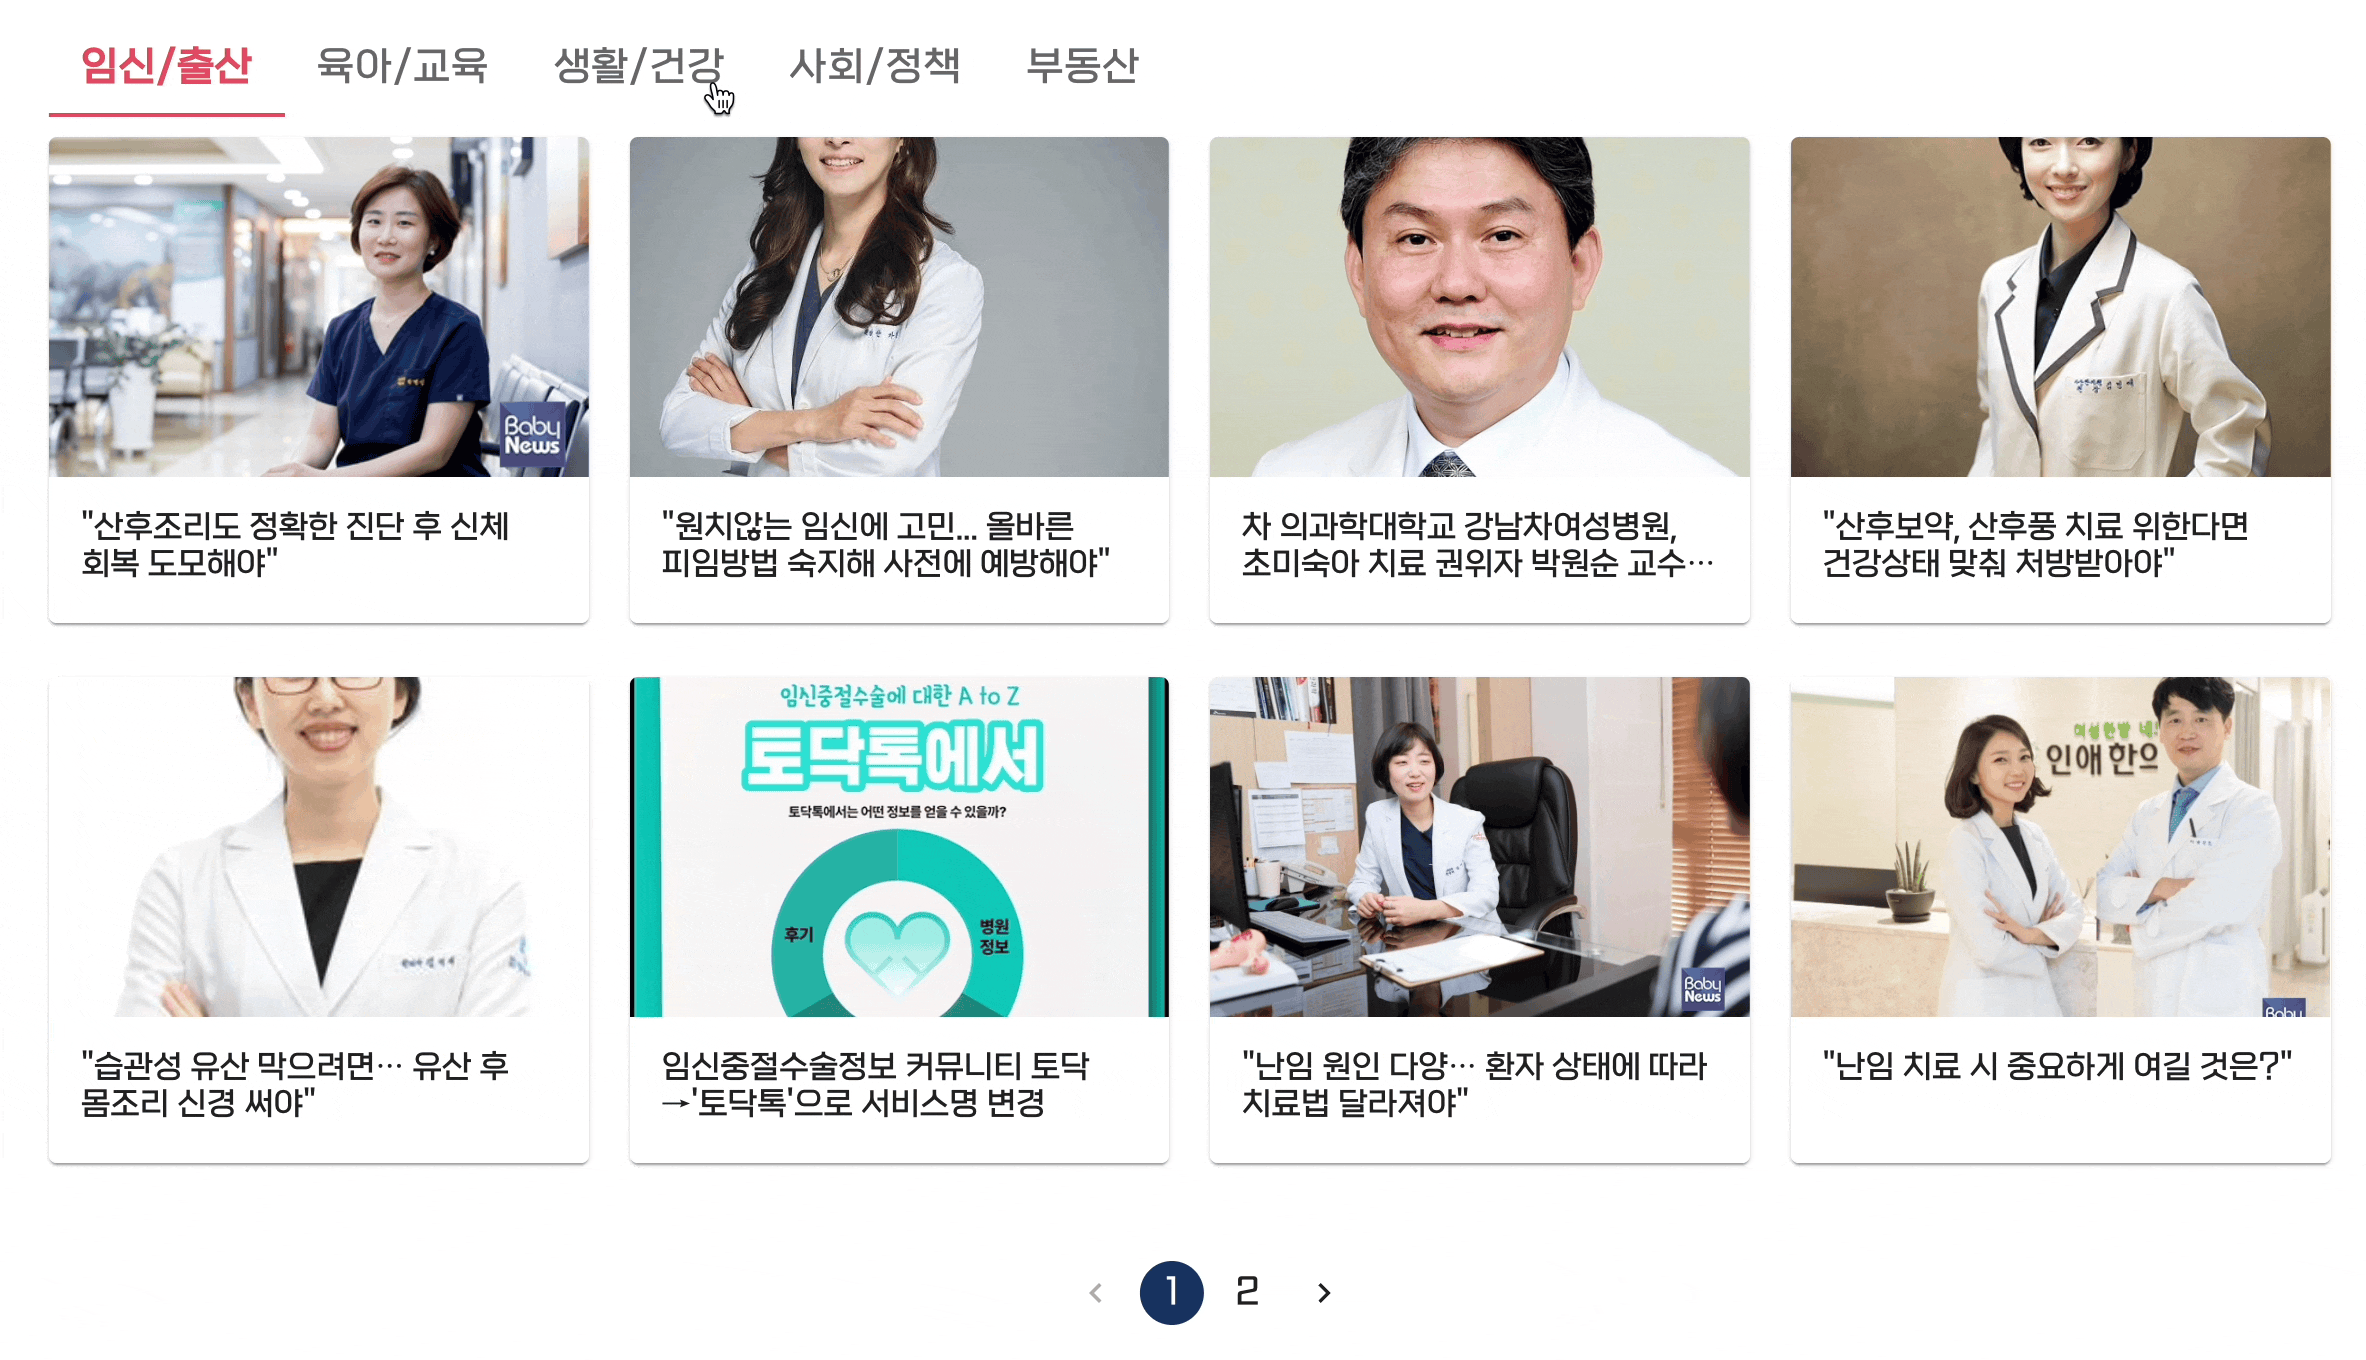 임신/출산
육아/교육
생활/건강
사회/정책
부동산
Baby
News
"산후조리도 정확한 진단 후 신체
회복 도모해야"
"원치않는 임신에 고민... 올바른
피임방법 숙지해 사전에 예방해야"
차 의과학대학교 강남차여성병원,
초미숙아 치료 권위자 박원순 교수…
"산후보약, 산후풍 치료 위한다면
건강상태 맞춰 처방받아야"
임신중절수술에 대한 A to Z
토닥톡에서
토닥톡에서는 어떤 정보를 얻을 수 있을까?
후기
병원
정보
Baby
News
여성한방 네
인애한의
Baby
"습관성 유산 막으려면… 유산 후
몸조리 신경 써야"
임신중절수술정보 커뮤니티 토닥
→'토닥톡'으로 서비스명 변경
"난임 원인 다양… 환자 상태에 따라
치료법 달라져야"
"난임 치료 시 중요하게 여길 것은?"
< 1 2 >